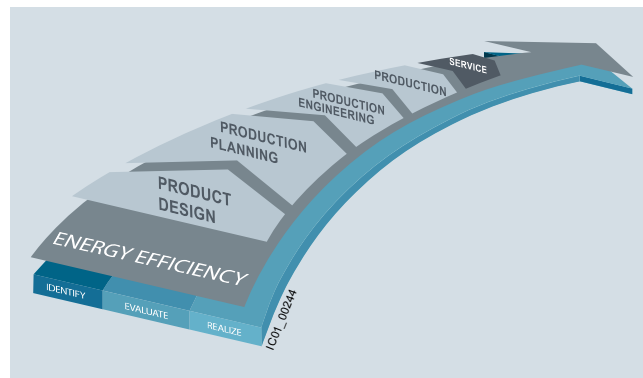 SERVICE
PRODUCTION
PRODUCTION
ENGINEERING
PRODUCTION
PLANNING
PRODUCT
DESIGN
ENERGY EFFICIENCY
IDENTIFY
EVALUATE
REALIZE
IC01_00244